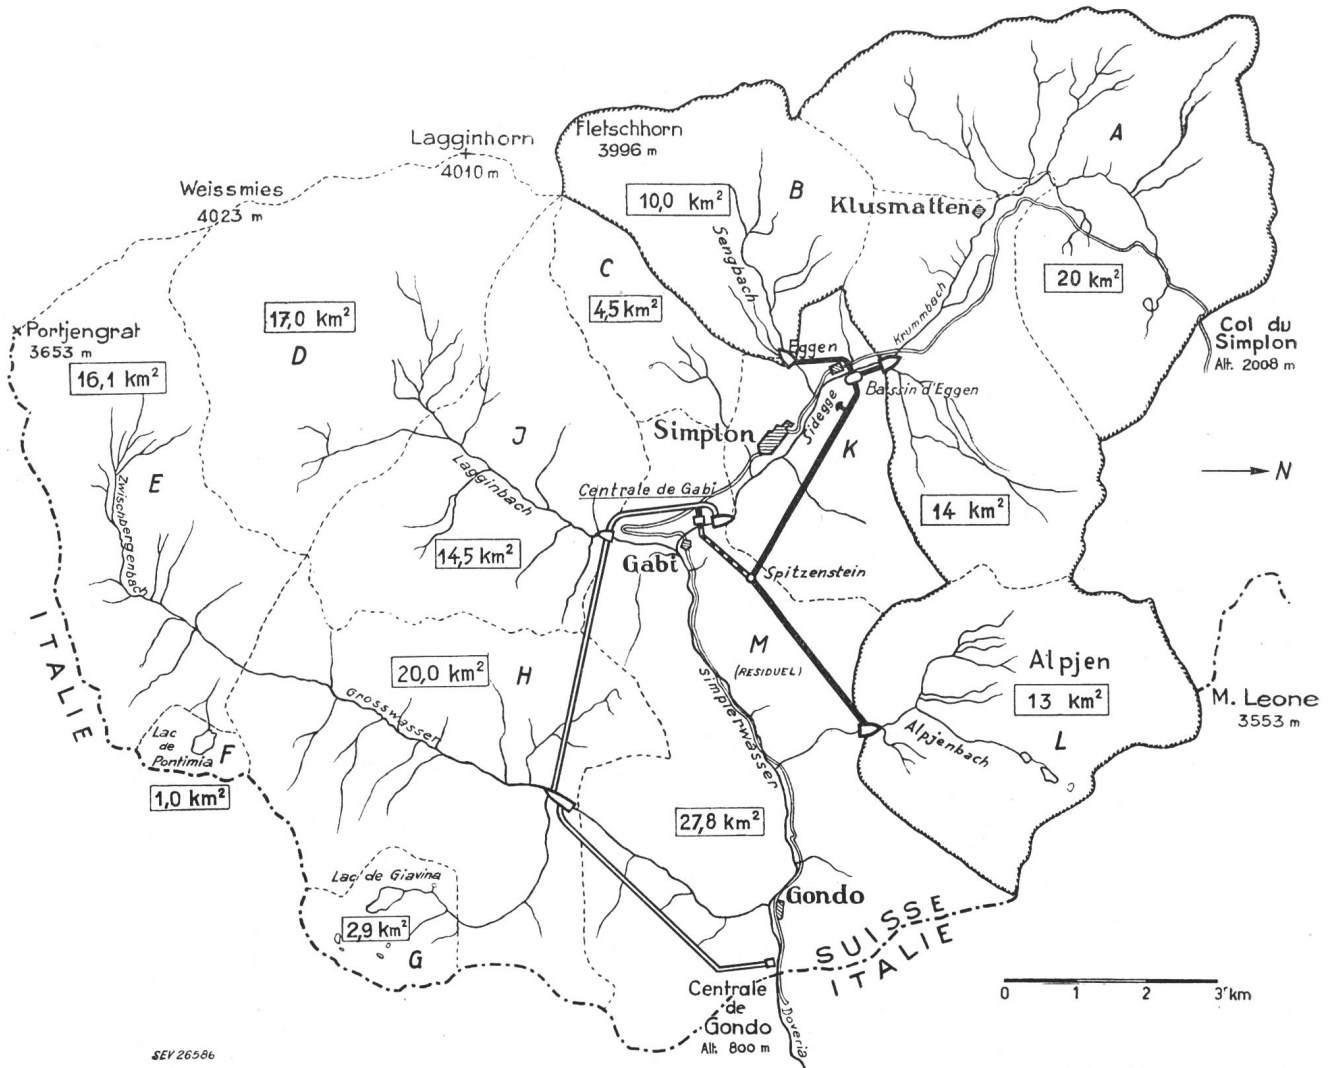 Lagginhorn
4010 m
Fletschhorn
3996 m
A
Weissmies
4023 m
B
10,0 km²
Klusmatten
Sengbach
C
20 km²
Portjengrat
3653 m
17,0 km²
4,5 km²
Krummbach
Col du
Simplon
Alt. 2008 m
D
16,1 km²
Eggen
Bassin d'Eggen
Sidegge
Simplon
J
K
E
Zwischbergenbach
Lagginbach
Centrale de Gabi
14 km²
N
14,5 km²
Gabi
Spitzenstein
ITALIE
M
(RESIDUEL)
Alpjen
13 km²
20,0 km²
H
M. Leone
3553 m
Grosswasser
Simplerwasser
Alpjenbach
L
Lac
de
Pontimia
F
1,0 km²
27,8 km²
Lac de Giavina
2,9 km²
G
Gondo
SUISSE
ITALIE
Centrale
de
Gondo
Alt. 800 m
Doveria
0 1 2 3 km
SEV 26586